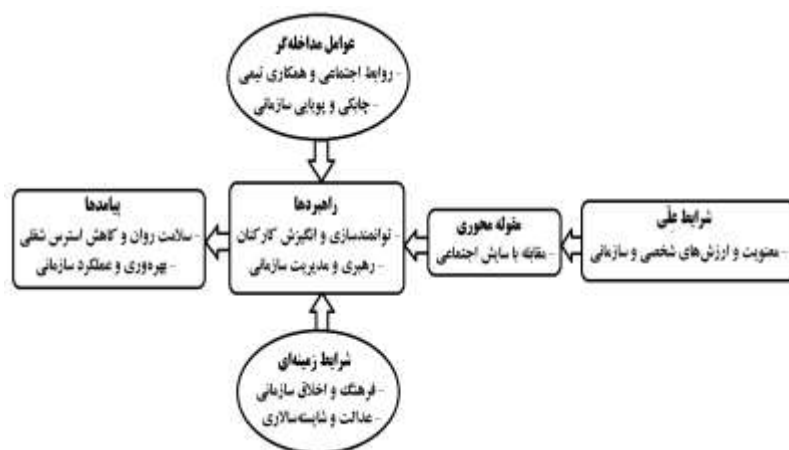 عوامل مداخله‌گر
- روابط اجتماعی و همکاری تیمی
- چابکی و پویایی سازمانی
شرایط علّی
- معنویت و ارزش‌های شخصی و سازمانی
مقوله محوری
- مقابله با سایش اجتماعی
راهبردها
- توانمندسازی و انگیزش کارکنان
- رهبری و مدیریت سازمانی
پیامدها
- سلامت روان و کاهش استرس شغلی
- بهره‌وری و عملکرد سازمانی
شرایط زمینه‌ای
- فرهنگ و اخلاق سازمانی
- عدالت و شایسته‌سالاری